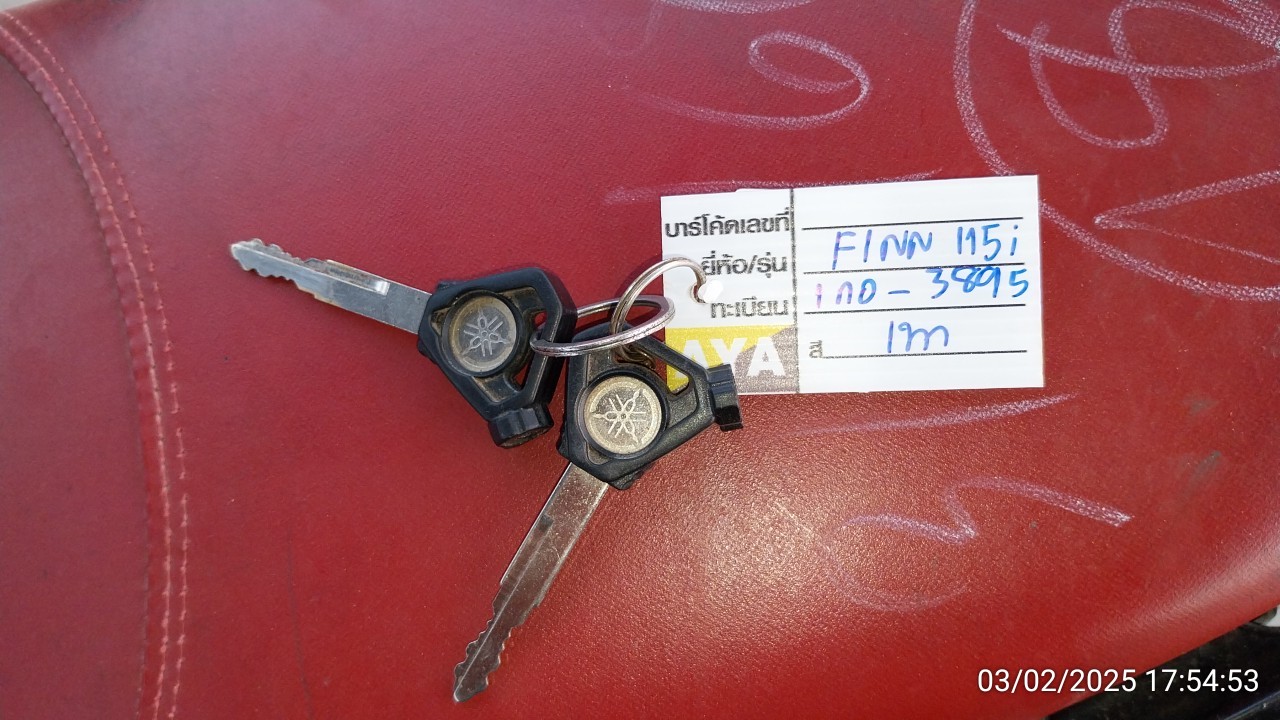 บาร์โค้ดเลขที่
ยี่ห้อ/รุ่น FINN 115i
ทะเบียน 1กอ - 3895
AYA
สี เทา
03/02/2025 17:54:53